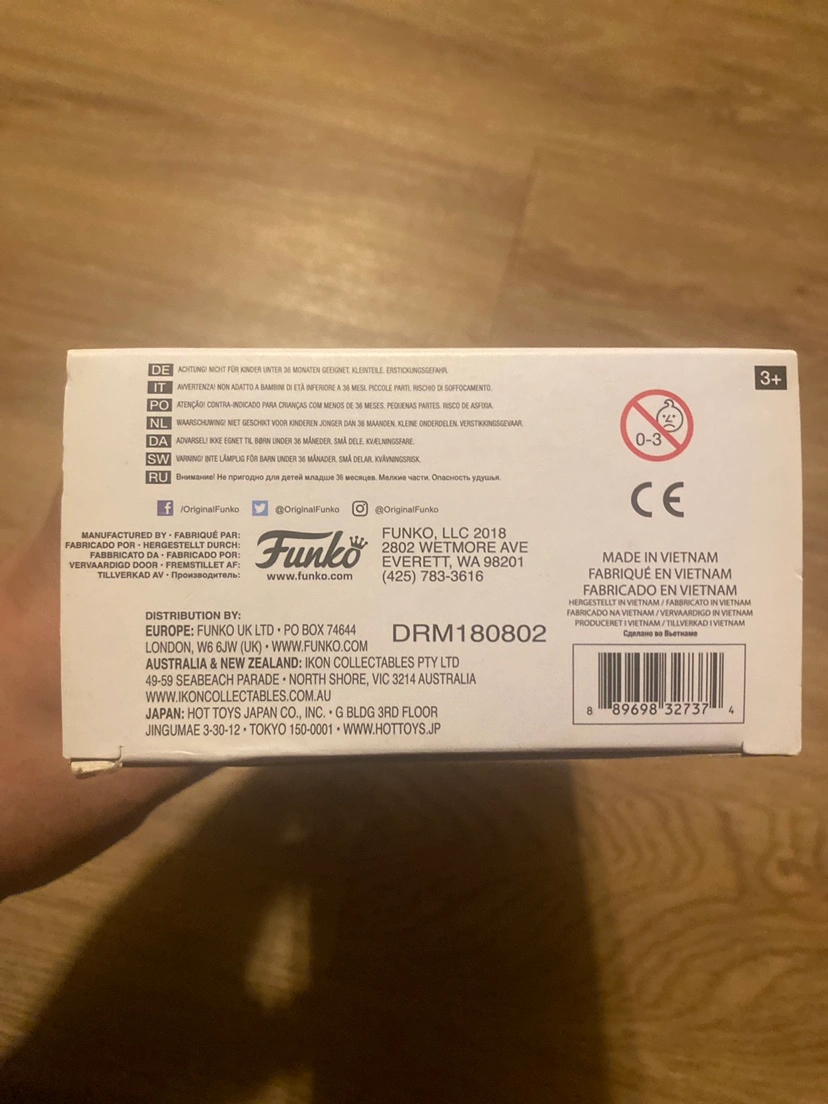 DE ACHTUNG! NICHT FÜR KINDER UNTER 36 MONATEN GEEIGNET. KLEINTEILE. ERSTICKUNGSGEFAHR.
IT AVVERTENZA! NON ADATTO A BAMBINI DI ETÀ INFERIORE A 36 MESI. PICCOLE PARTI. RISCHIO DI SOFFOCAMENTO.
PO ATENÇÃO! CONTRA-INDICADO PARA CRIANÇAS COM MENOS DE 36 MESES. PEQUENAS PARTES. RISCO DE ASFIXIA.
NL WAARSCHUWING! NIET GESCHIKT VOOR KINDEREN JONGER DAN 36 MAANDEN. KLEINE ONDERDELEN. VERSTIKKINGSGEVAAR.
DA ADVARSEL! IKKE EGNET TIL BØRN UNDER 36 MÅNEDER. SMÅ DELE. KVÆLNINGSFARE.
SW VARNING! INTE LÄMPLIG FÖR BARN UNDER 36 MÅNADER. SMÅ DELAR. KVÄVNINGSRISK.
RU Внимание! Не пригодно для детей младше 36 месяцев. Мелкие части. Опасность удушья.
3+
0-3
CE
f /OriginalFunko @OriginalFunko @OriginalFunko
MANUFACTURED BY • FABRIQUÉ PAR:
FABRICADO POR • HERGESTELLT DURCH:
FABBRICATO DA • FABRICADO POR:
VERVAARDIGD DOOR • FREMSTILLET AF:
TILLVERKAD AV • Производитель:
Funko
www.funko.com
FUNKO, LLC 2018
2802 WETMORE AVE
EVERETT, WA 98201
(425) 783-3616
MADE IN VIETNAM
FABRIQUÉ EN VIETNAM
FABRICADO EN VIETNAM
HERGESTELLT IN VIETNAM / FABBRICATO IN VIETNAM
FABRICADO NA VIETNAM / VERVAARDIGD IN VIETNAM
PRODUCERET I VIETNAM / TILLVERKAD I VIETNAM
Сделано во Вьетнаме
DISTRIBUTION BY:
EUROPE: FUNKO UK LTD • PO BOX 74644
LONDON, W6 6JW (UK) • WWW.FUNKO.COM
AUSTRALIA & NEW ZEALAND: IKON COLLECTABLES PTY LTD
49-59 SEABEACH PARADE • NORTH SHORE, VIC 3214 AUSTRALIA
WWW.IKONCOLLECTABLES.COM.AU
JAPAN: HOT TOYS JAPAN CO., INC. • G BLDG 3RD FLOOR
JINGUMAE 3-30-12 • TOKYO 150-0001 • WWW.HOTTOYS.JP
DRM180802
8 89698 32737 4